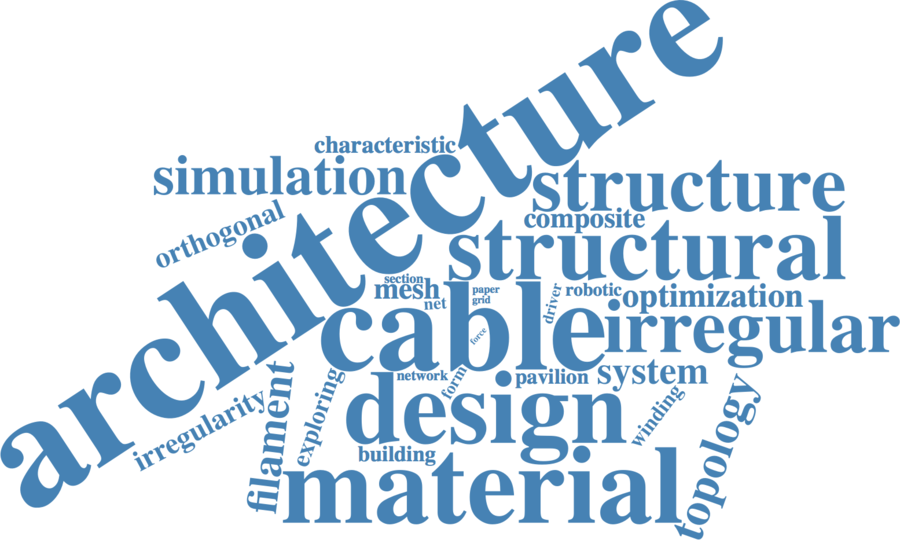 architecture
characteristic
simulation
structure
orthogonal
composite
structural
section
mesh
net
paper
grid
driver
robotic
optimization
cable
force
irregular
network
form
pavilion
system
irregularity
filament
exploring
design
winding
topology
building
material